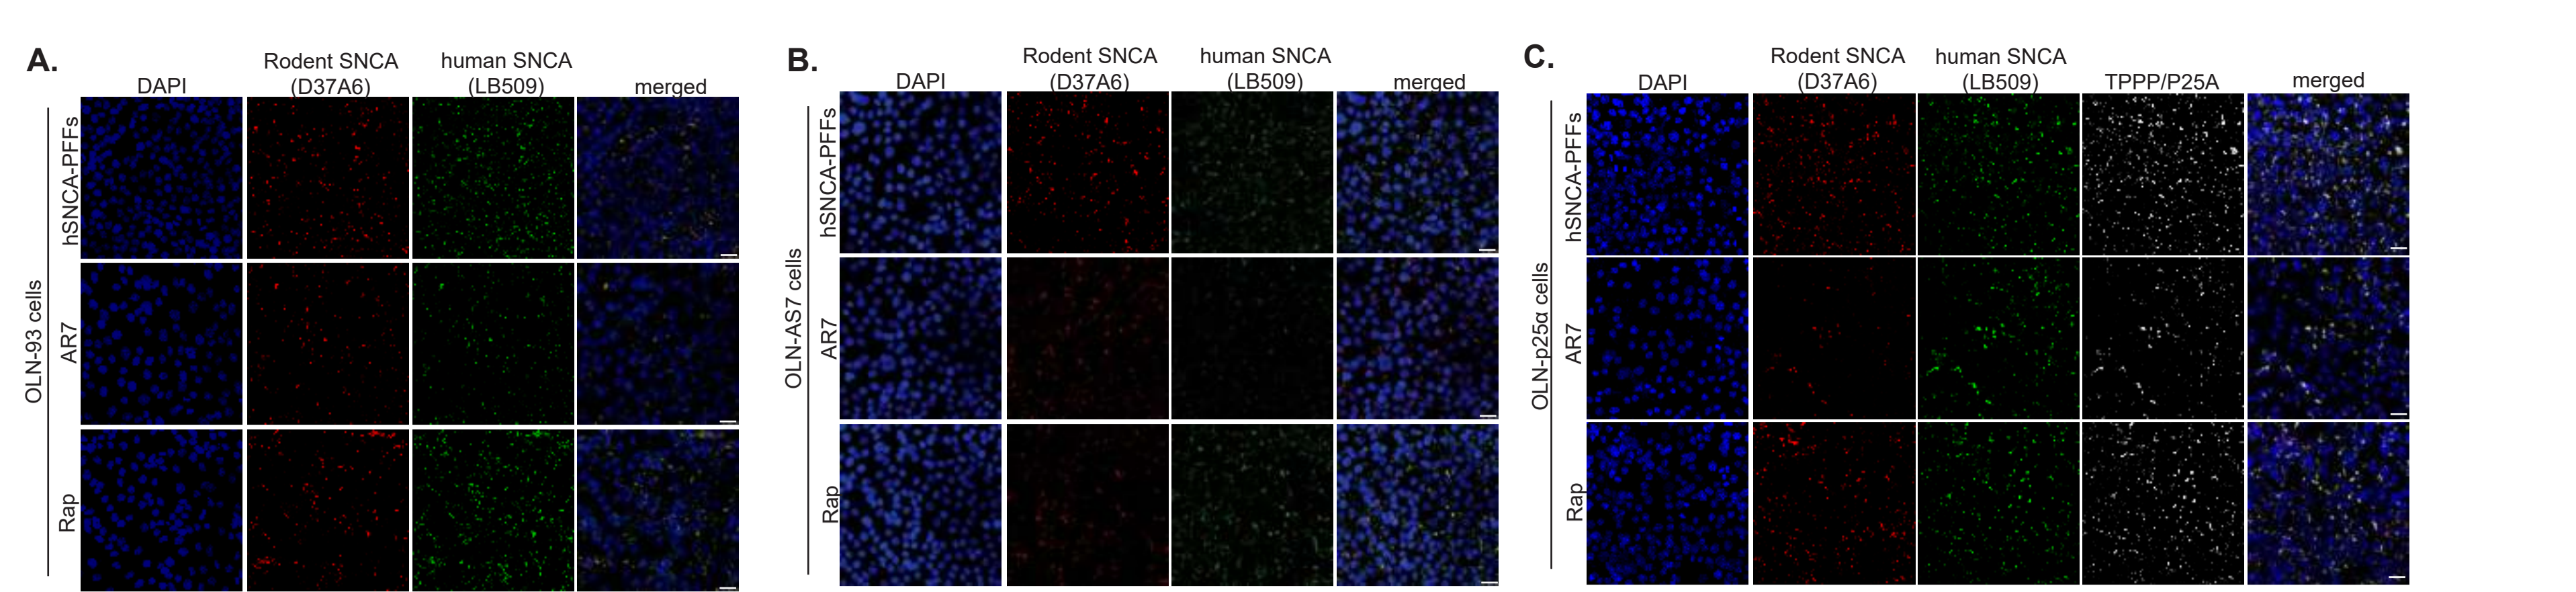 A.
DAPI
Rodent SNCA
(D37A6)
human SNCA
(LB509)
merged
OLN-93 cells
hSNCA-PFFs
AR7
Rap
B.
DAPI
Rodent SNCA
(D37A6)
human SNCA
(LB509)
merged
OLN-AS7 cells
hSNCA-PFFs
AR7
Rap
C.
DAPI
Rodent SNCA
(D37A6)
human SNCA
(LB509)
TPPP/P25A
merged
OLN-p25α cells
hSNCA-PFFs
AR7
Rap